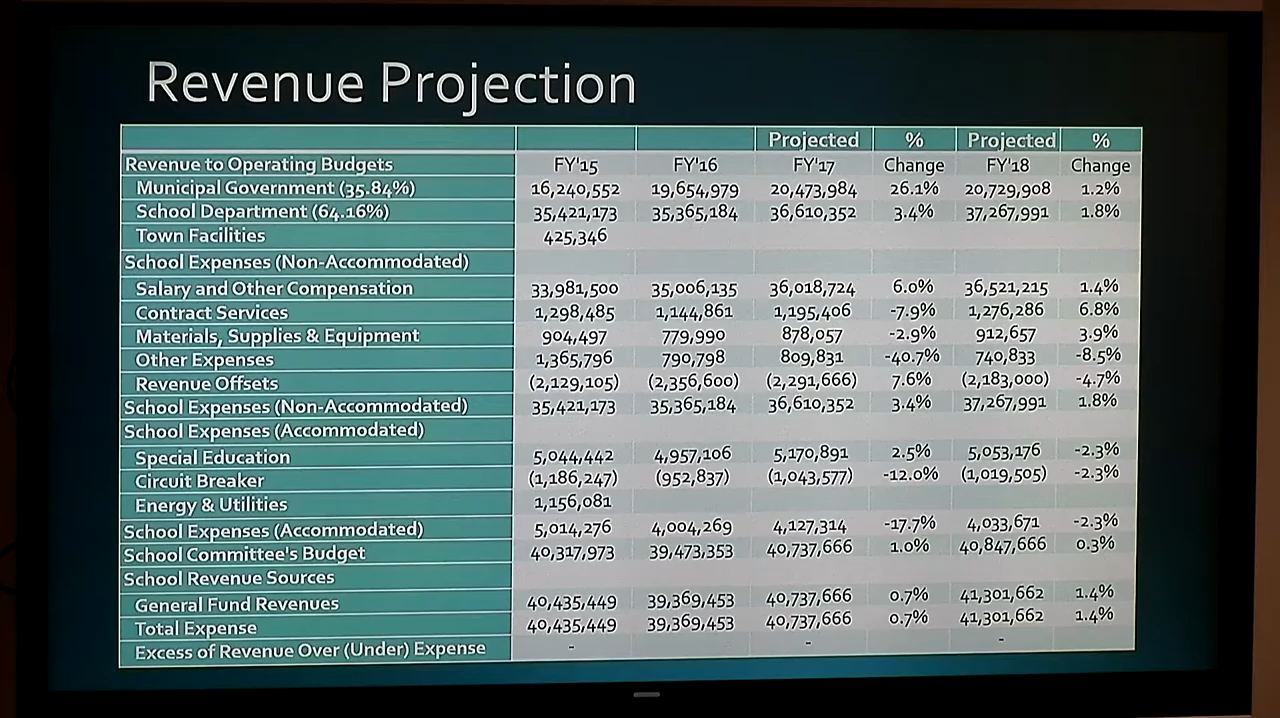 Revenue Projection
Projected % Projected %
Revenue to Operating Budgets FY'15 FY'16 FY'17 Change FY'18 Change
Municipal Government (35.84%) 16,240,552 19,654,979 20,473,984 26.1% 20,729,908 1.2%
School Department (64.16%) 35,421,173 35,365,184 36,610,352 3.4% 37,267,991 1.8%
Town Facilities 425,346
School Expenses (Non-Accommodated)
Salary and Other Compensation 33,981,500 35,006,135 36,018,724 6.0% 36,521,215 1.4%
Contract Services 1,298,485 1,144,861 1,195,406 -7.9% 1,276,286 6.8%
Materials, Supplies & Equipment 904,497 779,990 878,057 -2.9% 912,657 3.9%
Other Expenses 1,365,796 790,798 809,831 -40.7% 740,833 -8.5%
Revenue Offsets (2,129,105) (2,356,600) (2,291,666) 7.6% (2,183,000) -4.7%
School Expenses (Non-Accommodated) 35,421,173 35,365,184 36,610,352 3.4% 37,267,991 1.8%
School Expenses (Accommodated)
Special Education 5,044,442 4,957,106 5,170,891 2.5% 5,053,176 -2.3%
Circuit Breaker (1,186,247) (952,837) (1,043,577) -12.0% (1,019,505) -2.3%
Energy & Utilities 1,156,081
School Expenses (Accommodated) 5,014,276 4,004,269 4,127,314 -17.7% 4,033,671 -2.3%
School Committee's Budget 40,317,973 39,473,353 40,737,666 1.0% 40,847,666 0.3%
School Revenue Sources
General Fund Revenues 40,435,449 39,369,453 40,737,666 0.7% 41,301,662 1.4%
Total Expense 40,435,449 39,369,453 40,737,666 0.7% 41,301,662 1.4%
Excess of Revenue Over (Under) Expense - - -